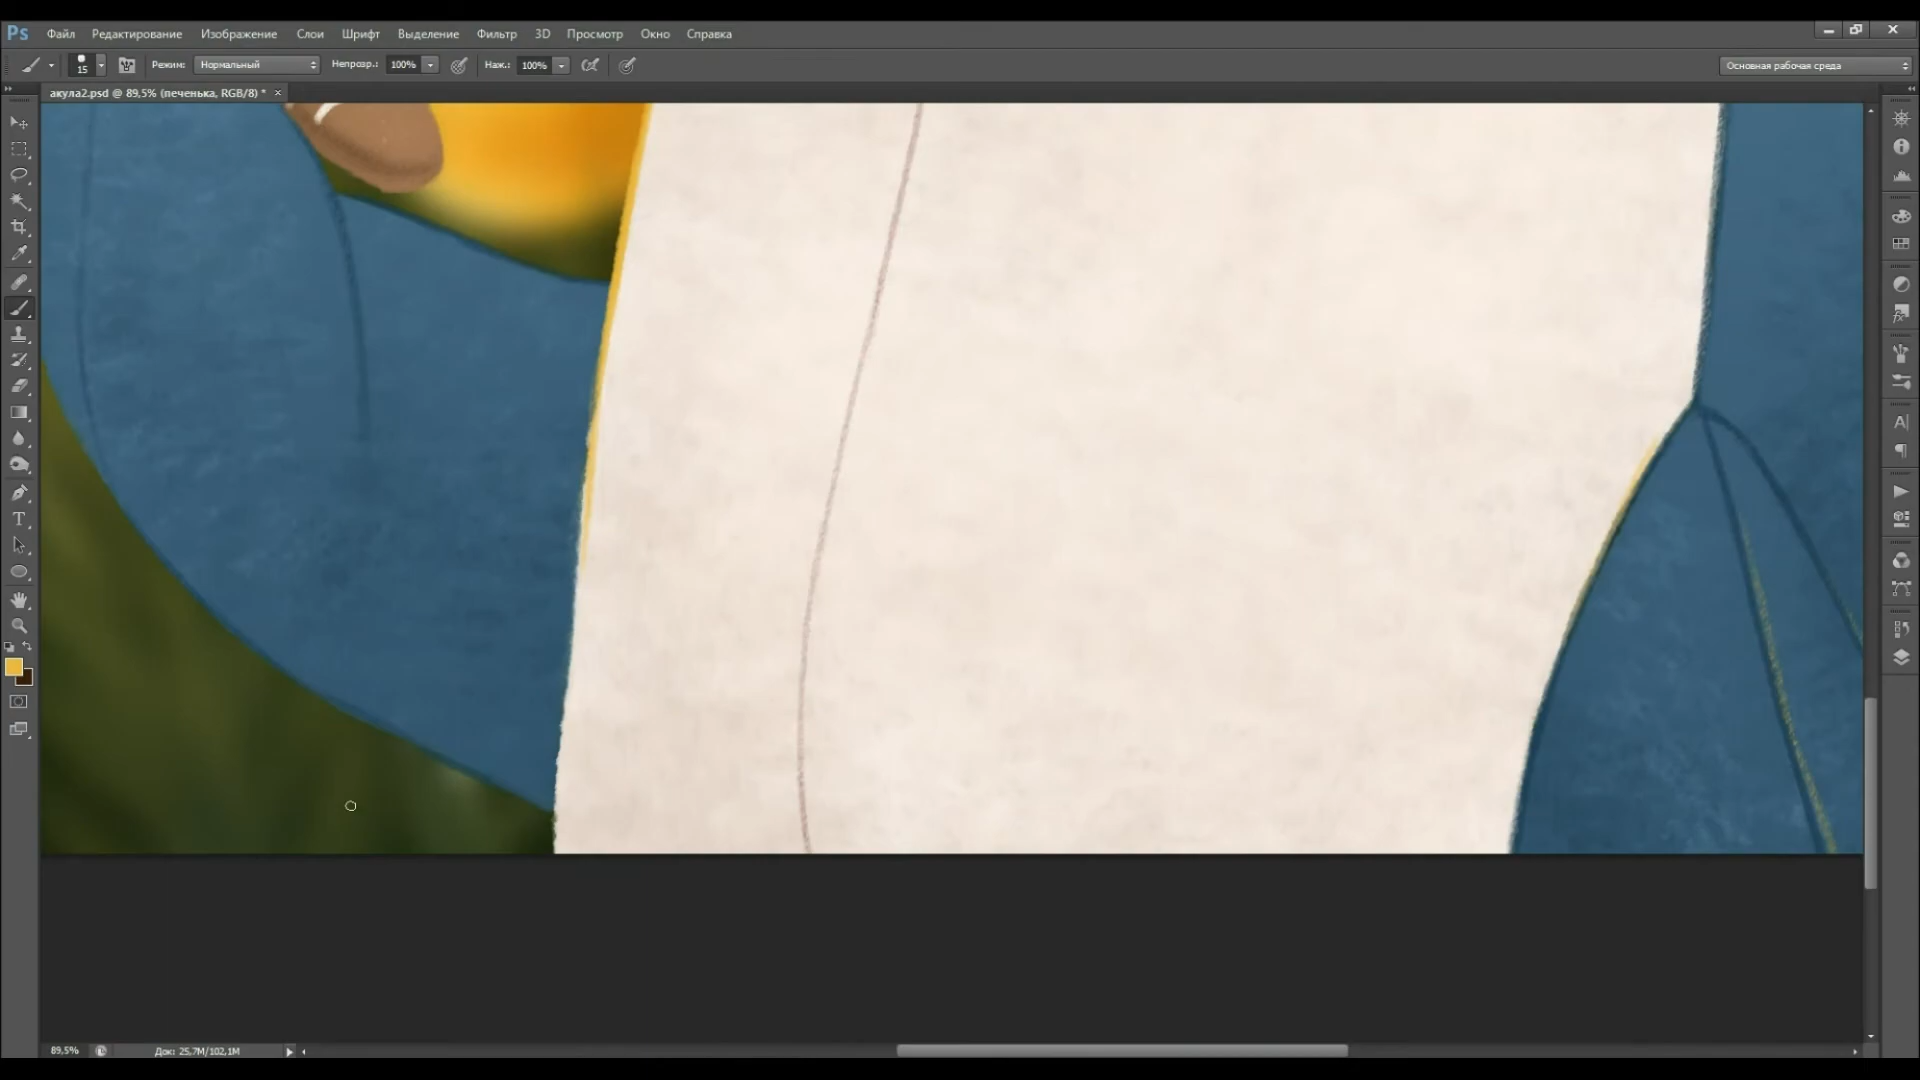 Ps Файл Редактирование Изображение Слои Шрифт Выделение Фильтр 3D Просмотр Окно Справка
15 Режим: Нормальный Непрозр.: 100% Наж.: 100% Основная рабочая среда
акула2.psd @ 89,5% (печенька, RGB/8) * ×
89,5% Док: 25,7M/102,1M